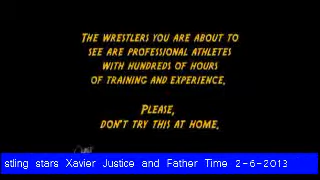 THE WRESTLERS YOU ARE ABOUT TO
SEE ARE PROFESSIONAL ATHLETES
WITH HUNDREDS OF HOURS
OF TRAINING AND EXPERIENCE.
PLEASE,
DON'T TRY THIS AT HOME.
stling stars Xavier Justice and Father Time 2-6-2013